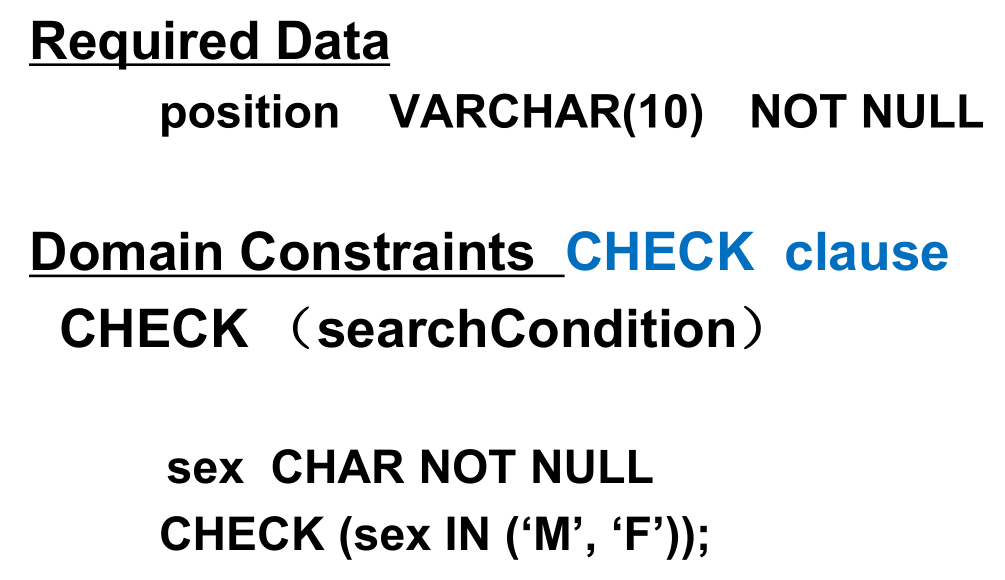 Required Data
position VARCHAR(10) NOT NULL
Domain Constraints CHECK clause
CHECK （searchCondition）
sex CHAR NOT NULL
CHECK (sex IN (‘M’, ‘F’));